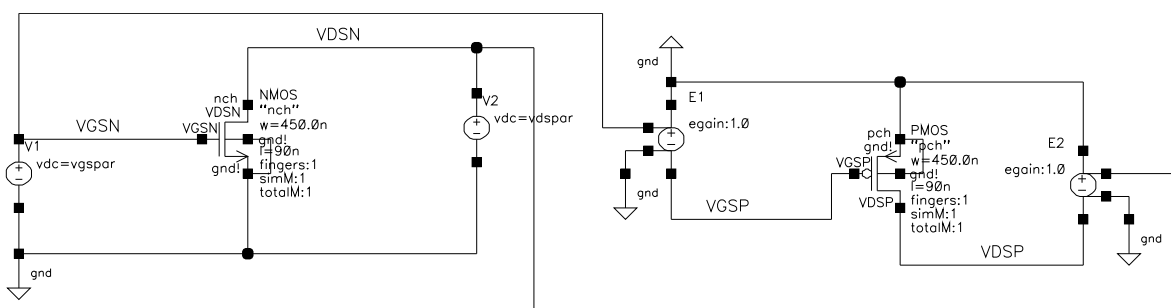 VDSN
nch
NMOS
VDSN
"nch"
VGSN
VGSN
w=450.0n
gnd!
l=90n
gnd!
fingers:1
simM:1
totalM:1
V1
vdc=vgspar
gnd
V2
vdc=vdspar
gnd
E1
egain:1.0
gnd
VGSP
pch
PMOS
gnd!
"pch"
VGSP
w=450.0n
gnd!
l=90n
VDSP
fingers:1
simM:1
totalM:1
E2
egain:1.0
gnd
VDSP